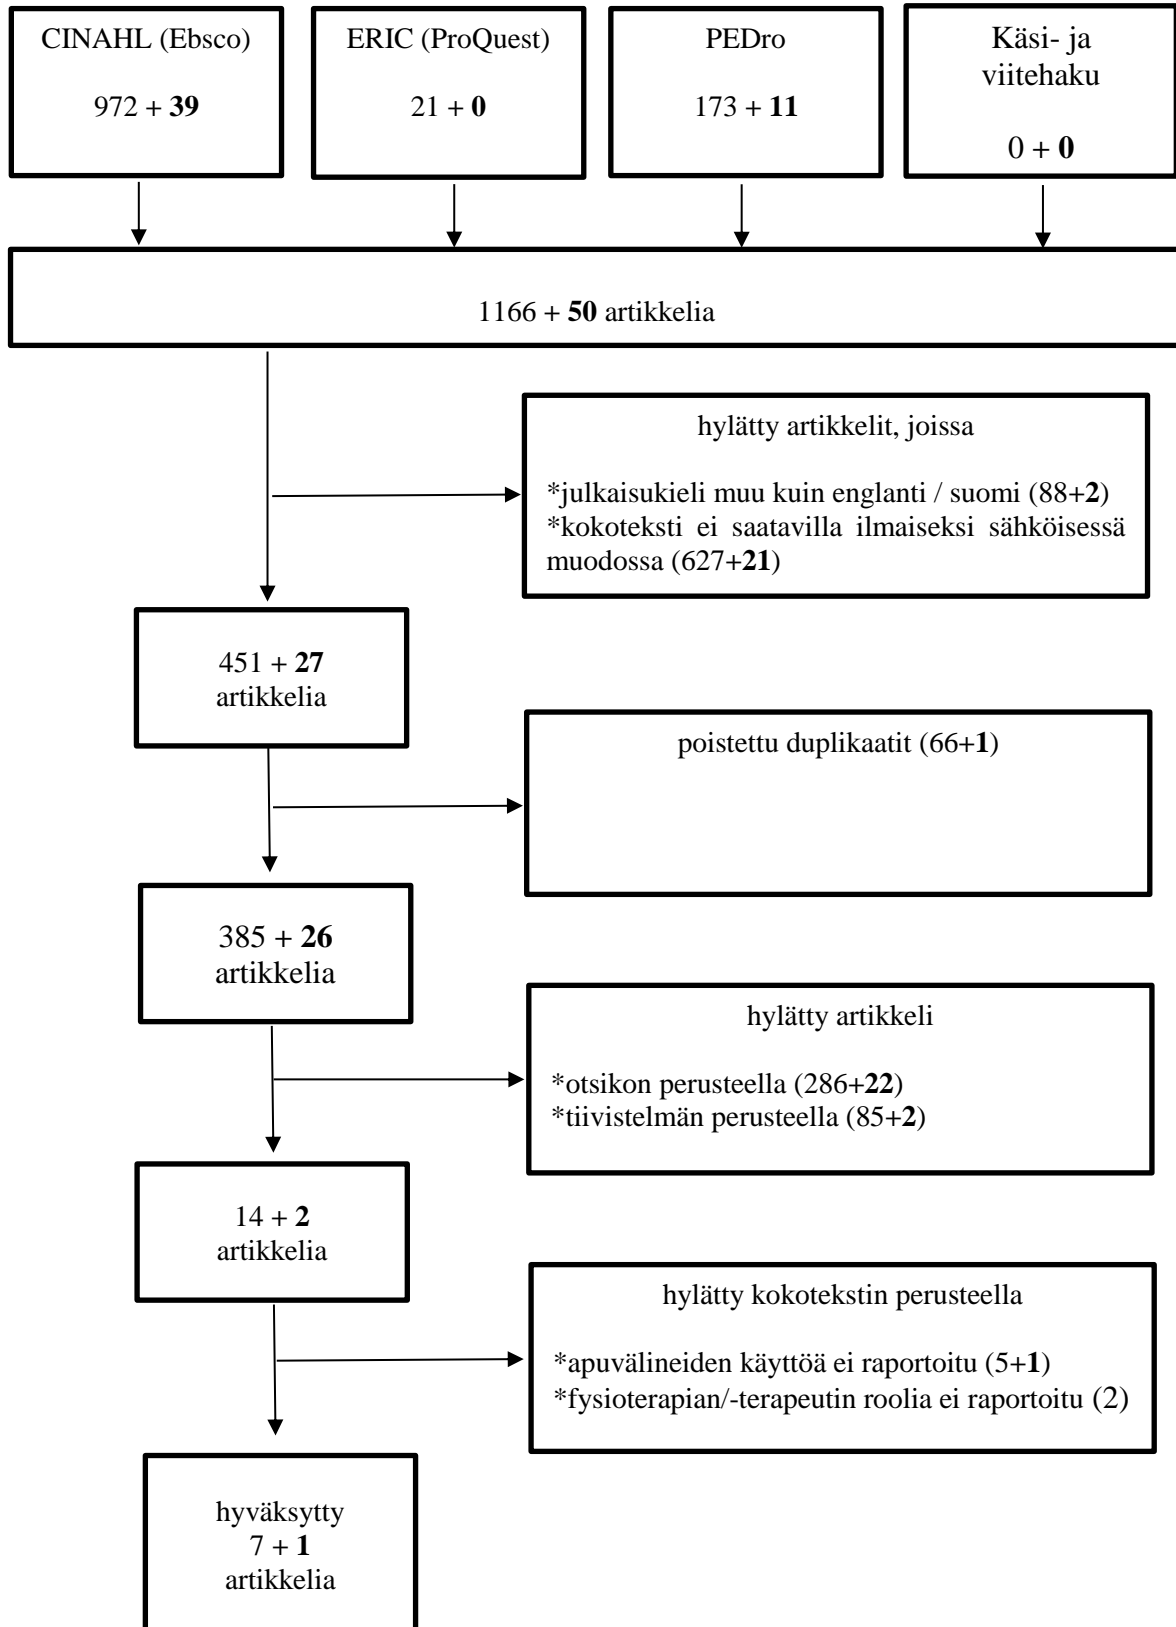 CINAHL (Ebsco)
972 + 39
ERIC (ProQuest)
21 + 0
PEDro
173 + 11
Käsi- ja
viitehaku
0 + 0
1166 + 50 artikkelia
hylätty artikkelit, joissa
*julkaisukieli muu kuin englanti / suomi (88+2)
*kokoteksti ei saatavilla ilmaiseksi sähköisessä
muodossa (627+21)
451 + 27
artikkelia
poistettu duplikaatit (66+1)
385 + 26
artikkelia
hylätty artikkeli
*otsikon perusteella (286+22)
*tiivistelmän perusteella (85+2)
14 + 2
artikkelia
hylätty kokotekstin perusteella
*apuvälineiden käyttöä ei raportoitu (5+1)
*fysioterapian/-terapeutin roolia ei raportoitu (2)
hyväksytty
7 + 1
artikkelia